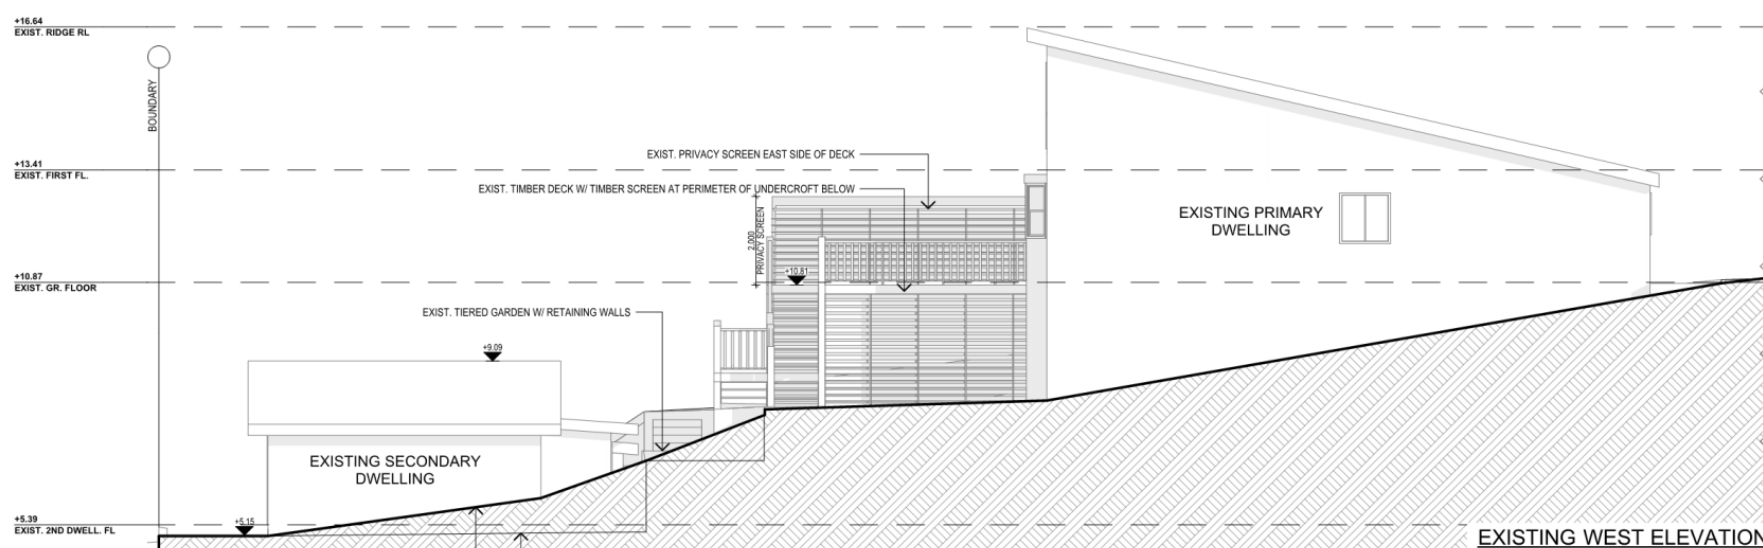 +16.64
EXIST. RIDGE RL
BOUNDARY
+13.41
EXIST. FIRST FL.
EXIST. PRIVACY SCREEN EAST SIDE OF DECK
EXIST. TIMBER DECK W/ TIMBER SCREEN AT PERIMETER OF UNDERCROFT BELOW
EXISTING PRIMARY
DWELLING
2,000
PRIVACY SCREEN
+10.81
+10.87
EXIST. GR. FLOOR
EXIST. TIERED GARDEN W/ RETAINING WALLS
+9.09
EXISTING SECONDARY
DWELLING
+5.39
EXIST. 2ND DWELL. FL
+5.15
EXISTING WEST ELEVATION